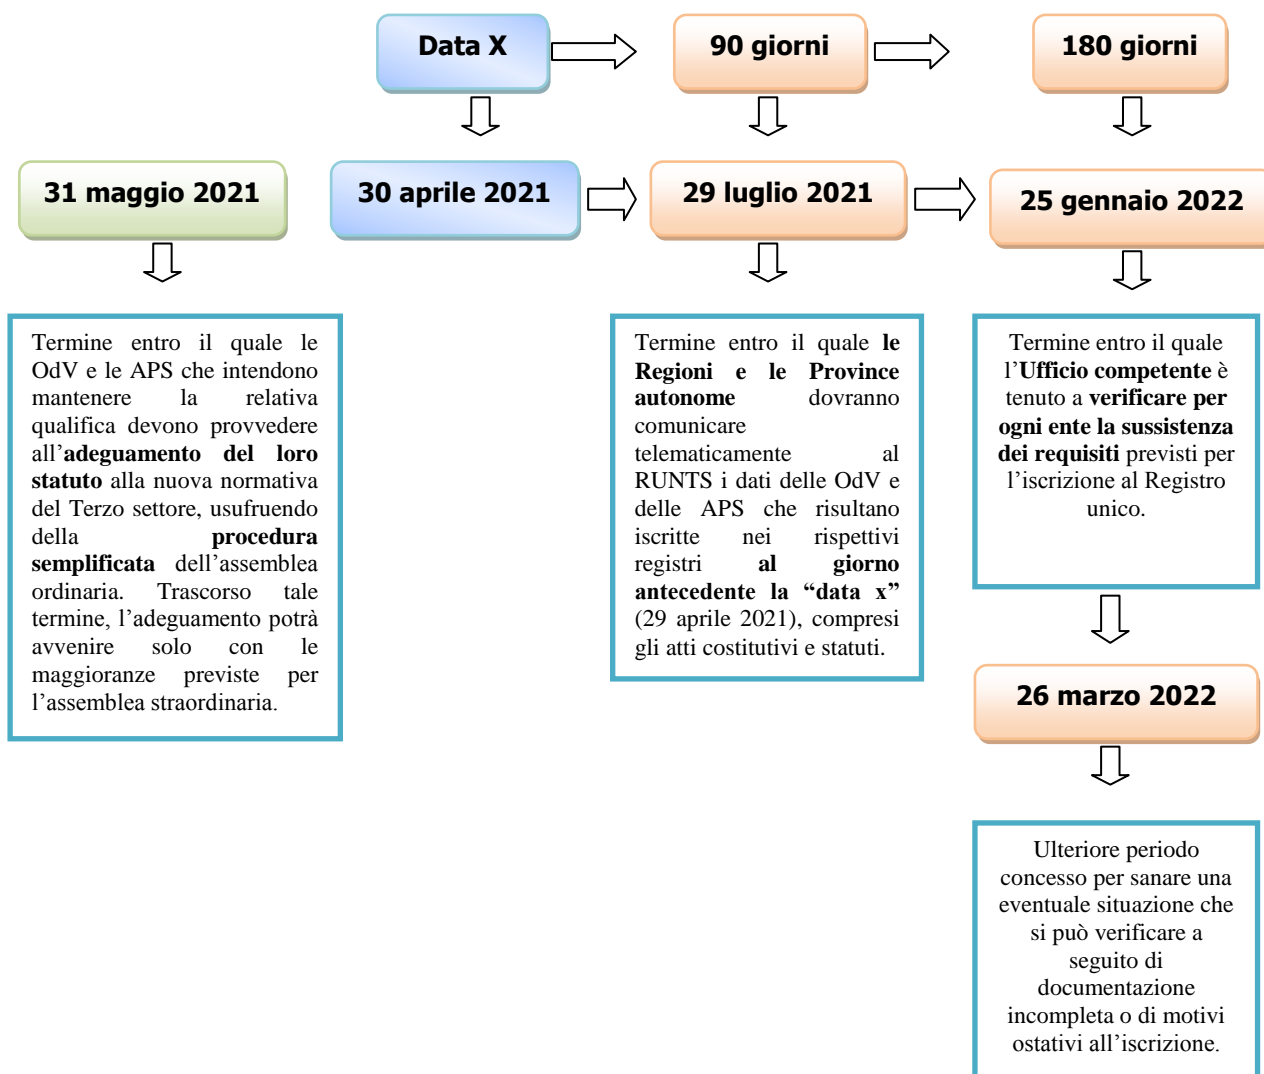 Data X
90 giorni
180 giorni
31 maggio 2021
30 aprile 2021
29 luglio 2021
25 gennaio 2022
Termine entro il quale le
OdV e le APS che intendono
mantenere la relativa
qualifica devono provvedere
all’adeguamento del loro
statuto alla nuova normativa
del Terzo settore, usufruendo
della procedura
semplificata dell’assemblea
ordinaria. Trascorso tale
termine, l’adeguamento potrà
avvenire solo con le
maggioranze previste per
l’assemblea straordinaria.
Termine entro il quale le
Regioni e le Province
autonome dovranno
comunicare
telematicamente al
RUNTS i dati delle OdV e
delle APS che risultano
iscritte nei rispettivi
registri al giorno
antecedente la “data x”
(29 aprile 2021), compresi
gli atti costitutivi e statuti.
Termine entro il quale
l’Ufficio competente è
tenuto a verificare per
ogni ente la sussistenza
dei requisiti previsti per
l’iscrizione al Registro
unico.
26 marzo 2022
Ulteriore periodo
concesso per sanare una
eventuale situazione che
si può verificare a
seguito di
documentazione
incompleta o di motivi
ostativi all’iscrizione.